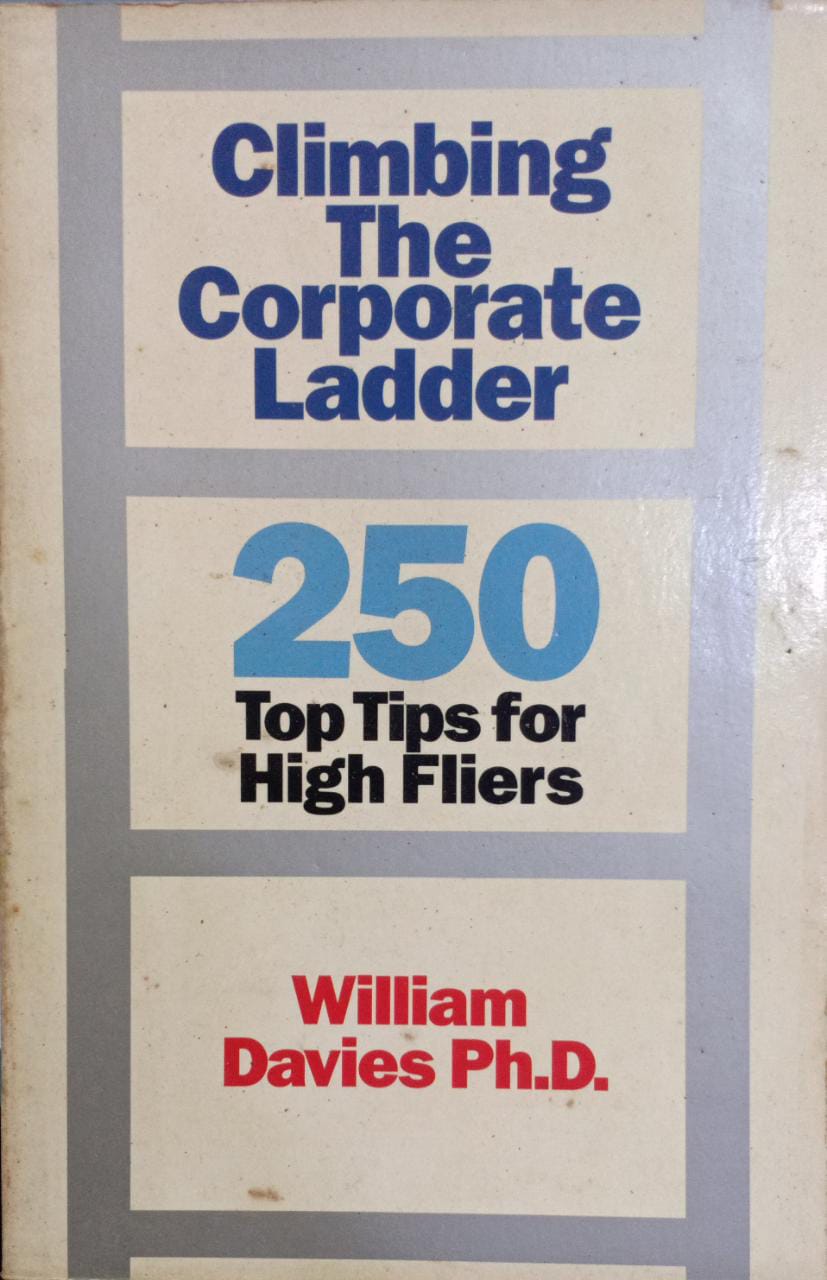 Climbing
The
Corporate
Ladder
250
Top Tips for
High Fliers
William
Davies Ph.D.